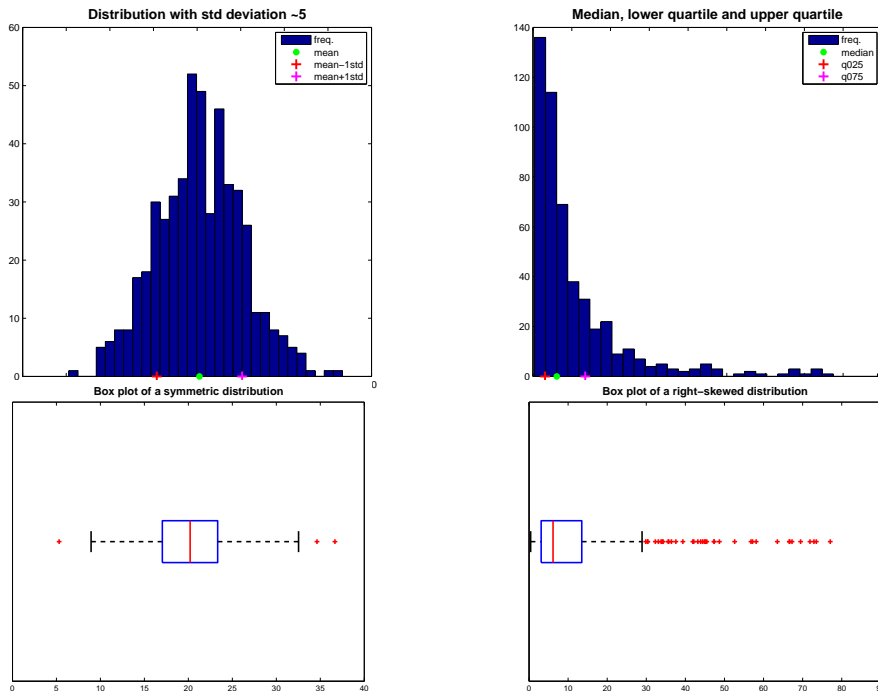 Distribution with std deviation ~5
60
50
40
30
20
10
0
0
freq.
mean
mean−1std
mean+1std
Median, lower quartile and upper quartile
140
120
100
80
60
40
20
0
freq.
median
q025
q075
Box plot of a symmetric distribution
0 5 10 15 20 25 30 35 40
Box plot of a right−skewed distribution
0 10 20 30 40 50 60 70 80 90